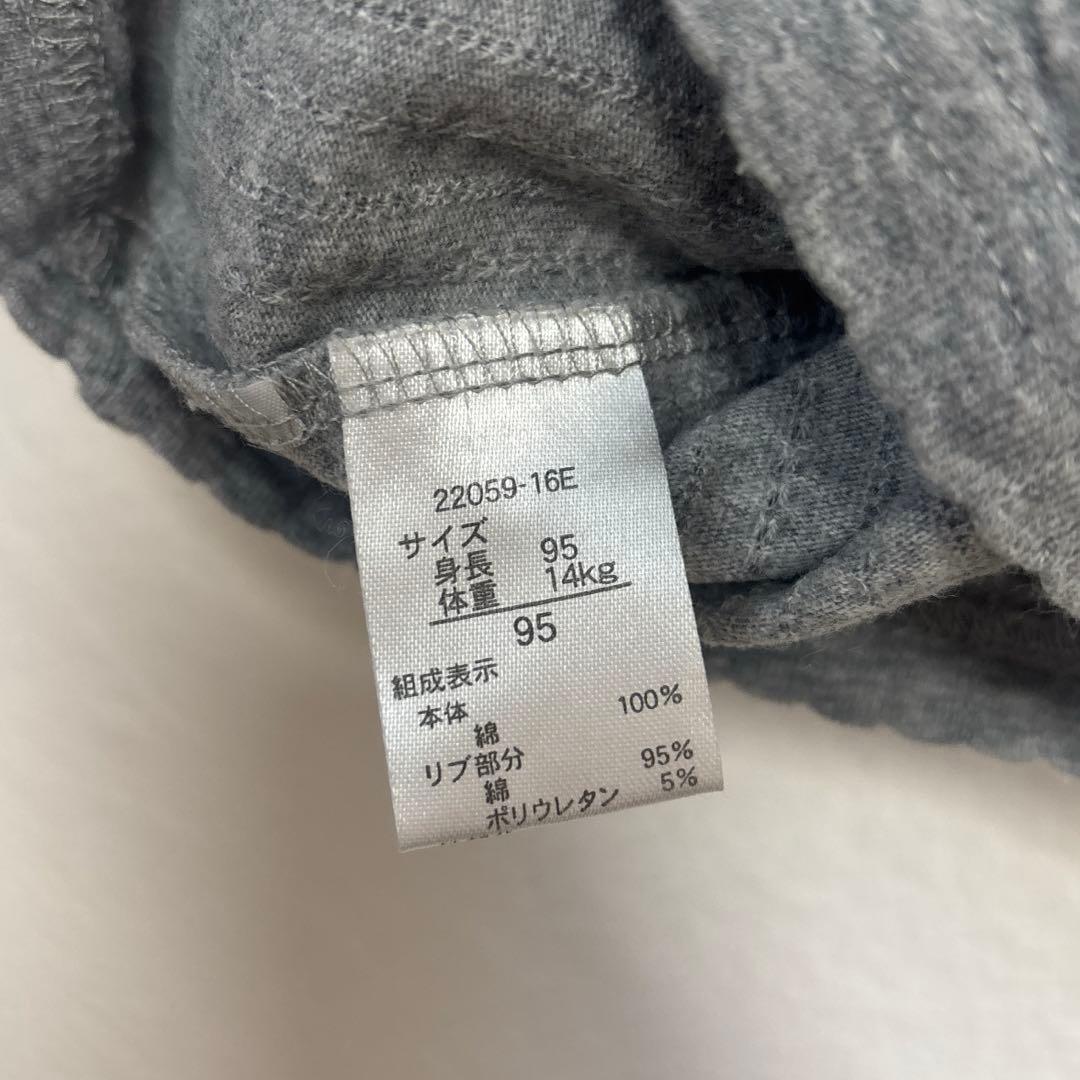 22059-16E
サイズ
身長 95
体重 14kg
95
組成表示
本体
綿 100%
リブ部分
綿 95%
ポリウレタン 5%